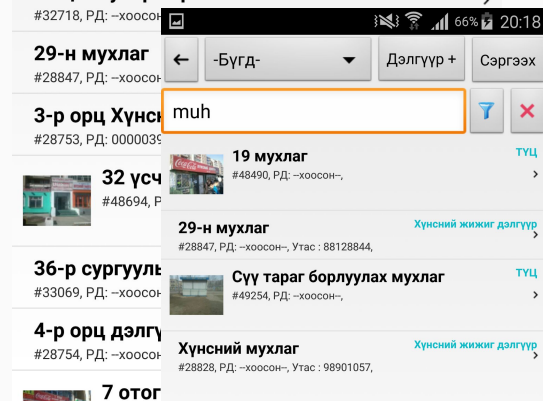 #32718, РД: --хоосон
29-н мухлаг
#28847, РД: --хоосон
3-р орц Хүнс
#28753, РД: 0000039
32 үсч
#48694, Р
36-р сургууль
#33069, РД: --хоосон
4-р орц дэлгү
#28754, РД: --хоосон
7 отог
66% 20:18
-Бүгд-
Дэлгүүр +
Сэргээх
muh
19 мухлаг
ТҮЦ
#48490, РД: --хоосон--,
29-н мухлаг
Хүнсний жижиг дэлгүүр
#28847, РД: --хоосон--, Утас : 88128844,
Сүү тараг борлуулах мухлаг
ТҮЦ
#49254, РД: --хоосон--,
Хүнсний мухлаг
Хүнсний жижиг дэлгүүр
#28828, РД: --хоосон--, Утас : 98901057,